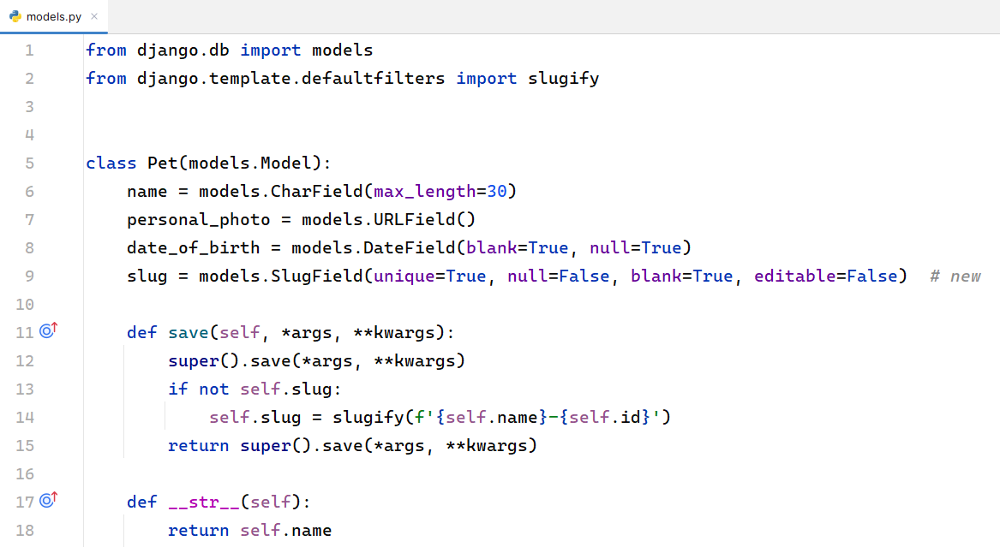 models.py ×
1 from django.db import models
2 from django.template.defaultfilters import slugify
3
4
5 class Pet(models.Model):
6     name = models.CharField(max_length=30)
7     personal_photo = models.URLField()
8     date_of_birth = models.DateField(blank=True, null=True)
9     slug = models.SlugField(unique=True, null=False, blank=True, editable=False)  # new
10
11     def save(self, *args, **kwargs):
12         super().save(*args, **kwargs)
13         if not self.slug:
14             self.slug = slugify(f'{self.name}-{self.id}')
15         return super().save(*args, **kwargs)
16
17     def __str__(self):
18         return self.name